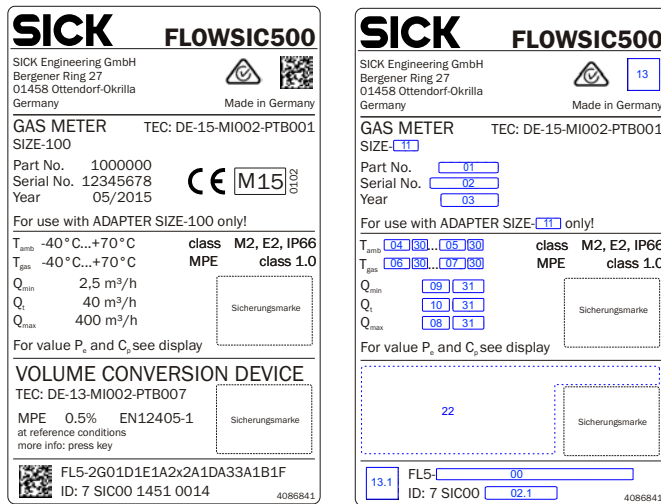 SICK FLOWSIC500
SICK Engineering GmbH
Bergener Ring 27
01458 Ottendorf-Okrilla
Germany Made in Germany
GAS METER TEC: DE-15-MI002-PTB001
SIZE-100
Part No. 1000000
Serial No. 12345678
Year 05/2015
CE M15 0102
For use with ADAPTER SIZE-100 only!
Tamb -40°C...+70°C class M2, E2, IP66
Tgas -40°C...+70°C MPE class 1.0
Qmin 2,5 m³/h
Qt 40 m³/h
Qmax 400 m³/h
Sicherungsmarke
For value Pe and Cp see display
VOLUME CONVERSION DEVICE
TEC: DE-13-MI002-PTB007
MPE 0.5% EN12405-1
at reference conditions
more info: press key
Sicherungsmarke
FL5-2G01D1E1A2x2A1DA33A1B1F
ID: 7 SIC00 1451 0014 4086841
SICK FLOWSIC500
SICK Engineering GmbH
Bergener Ring 27
01458 Ottendorf-Okrilla
Germany Made in Germany
13
GAS METER TEC: DE-15-MI002-PTB001
SIZE-11
Part No. 01
Serial No. 02
Year 03
For use with ADAPTER SIZE-11 only!
Tamb 04 30...05 30 class M2, E2, IP66
Tgas 06 30...07 30 MPE class 1.0
Qmin 09 31
Qt 10 31
Qmax 08 31
Sicherungsmarke
For value Pe and Cp see display
22
Sicherungsmarke
13.1
FL5-00
ID: 7 SIC00 02.1 4086841